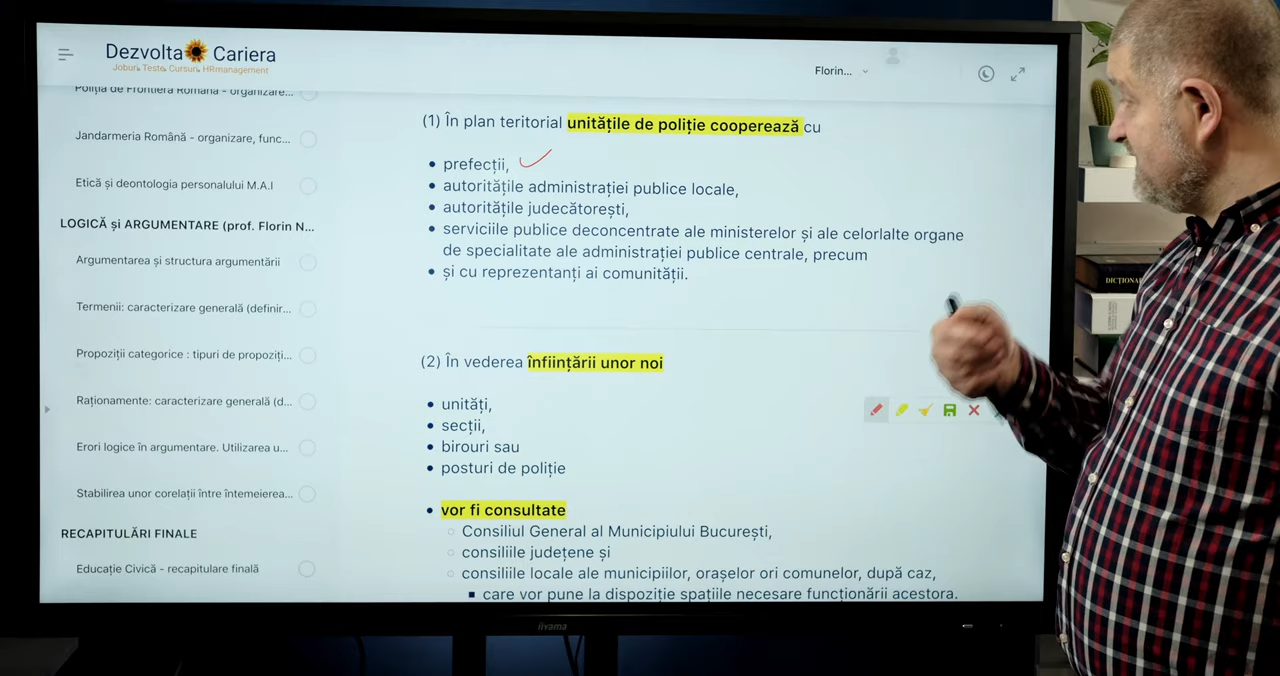 Dezvolta Cariera
Joburi. Teste. Cursuri. HRmanagement
Florin...
Poliția de Frontieră Română - organizare...
Jandarmeria Română - organizare, func...
Etică și deontologia personalului M.A.I
LOGICĂ și ARGUMENTARE (prof. Florin N...
Argumentarea și structura argumentării
Termenii: caracterizare generală (definir...
Propoziții categorice : tipuri de propoziți...
Raționamente: caracterizare generală (d...
Erori logice în argumentare. Utilizarea u...
Stabilirea unor corelații între întemeierea...
RECAPITULĂRI FINALE
Educație Civică - recapitulare finală
(1) În plan teritorial unitățile de poliție cooperează cu
prefecții,
autoritățile administrației publice locale,
autoritățile judecătorești,
serviciile publice deconcentrate ale ministerelor și ale celorlalte organe
de specialitate ale administrației publice centrale, precum
și cu reprezentanți ai comunității.
(2) În vederea înființării unor noi
unități,
secții,
birouri sau
posturi de poliție
vor fi consultate
Consiliul General al Municipiului București,
consiliile județene și
consiliile locale ale municipiilor, orașelor ori comunelor, după caz,
care vor pune la dispoziție spațiile necesare funcționării acestora.
iiyama
DICȚIONA